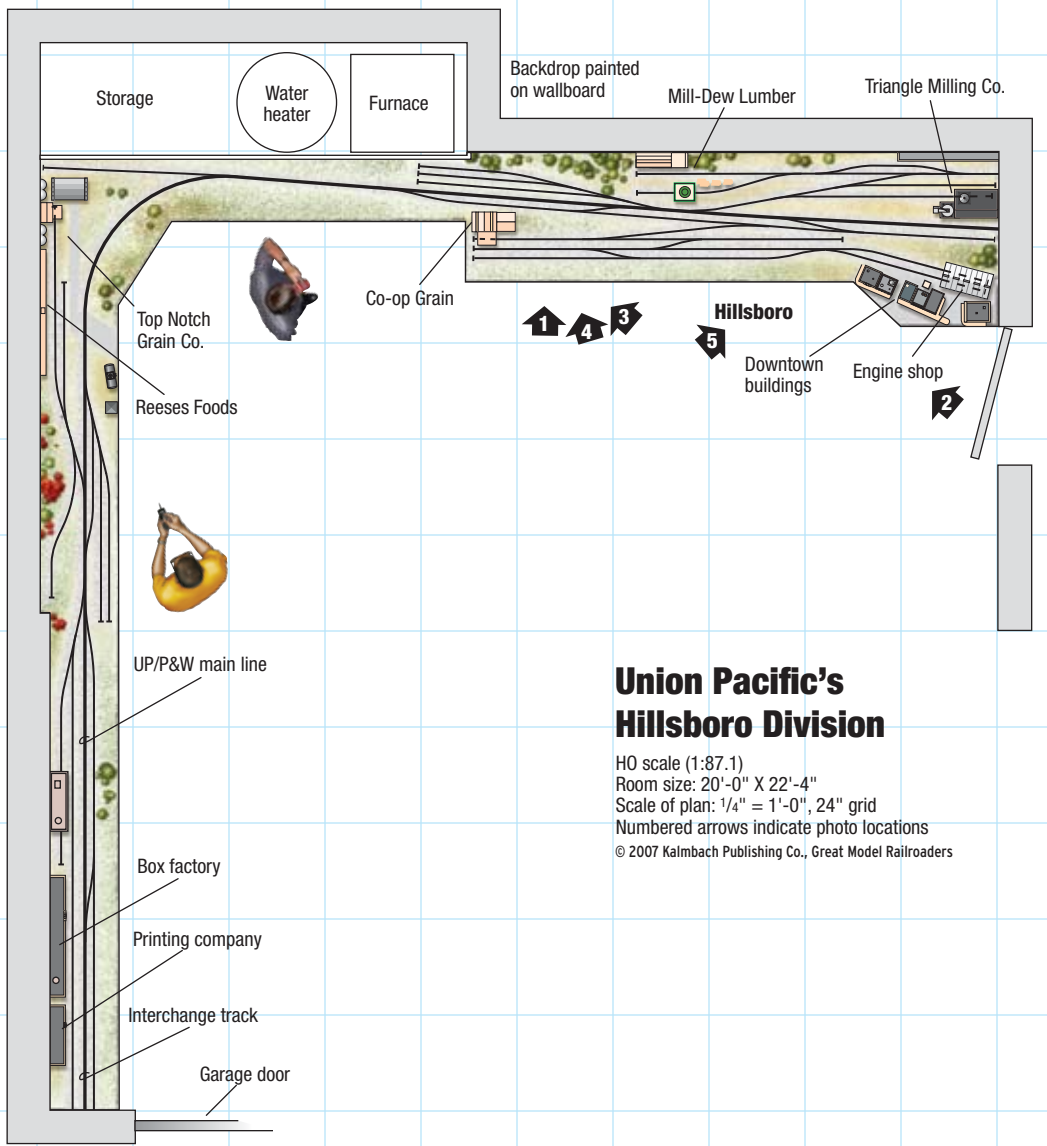 Storage
Water
heater
Furnace
Backdrop painted
on wallboard
Mill-Dew Lumber
Triangle Milling Co.
Top Notch
Grain Co.
Reeses Foods
Co-op Grain
1
4
3
Hillsboro
5
Downtown
buildings
Engine shop
2
UP/P&W main line
Union Pacific's
Hillsboro Division
HO scale (1:87.1)
Room size: 20'-0" X 22'-4"
Scale of plan: 1/4" = 1'-0", 24" grid
Numbered arrows indicate photo locations
© 2007 Kalmbach Publishing Co., Great Model Railroaders
Box factory
Printing company
Interchange track
Garage door